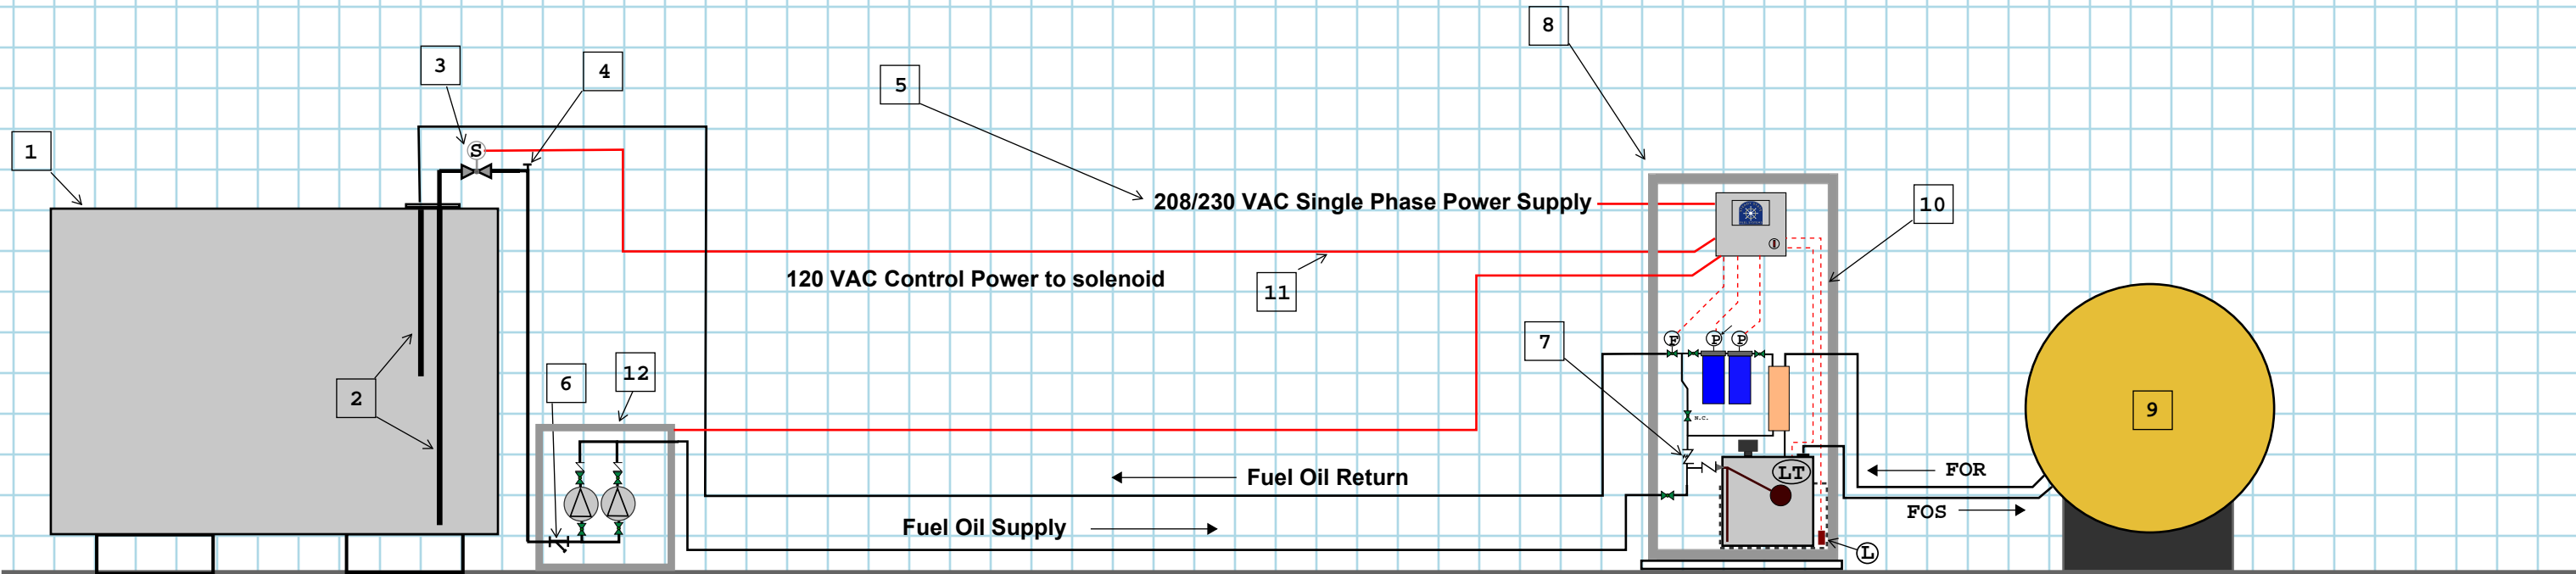 8
3
4
5
1
S
208/230 VAC Single Phase Power Supply
10
120 VAC Control Power to solenoid
11
F
P
P
7
12
6
2
9
N.C.
LT
FOR
Fuel Oil Return
FOS
Fuel Oil Supply
L